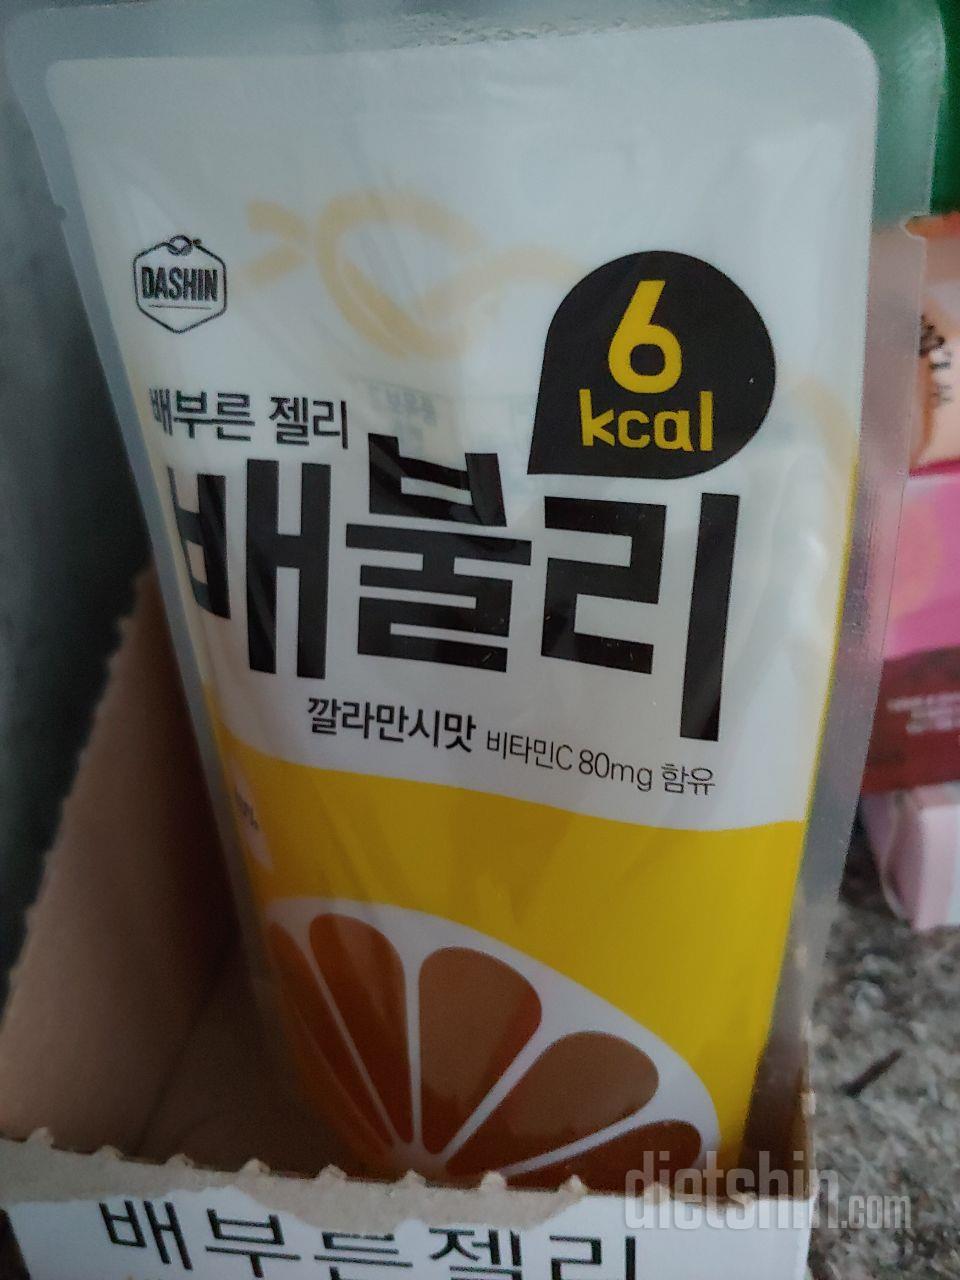 DASHIN
6
kcal
배부른 젤리
배불리
깔라만시맛 비타민C 80mg 함유
배부른젤리
dietshin.com